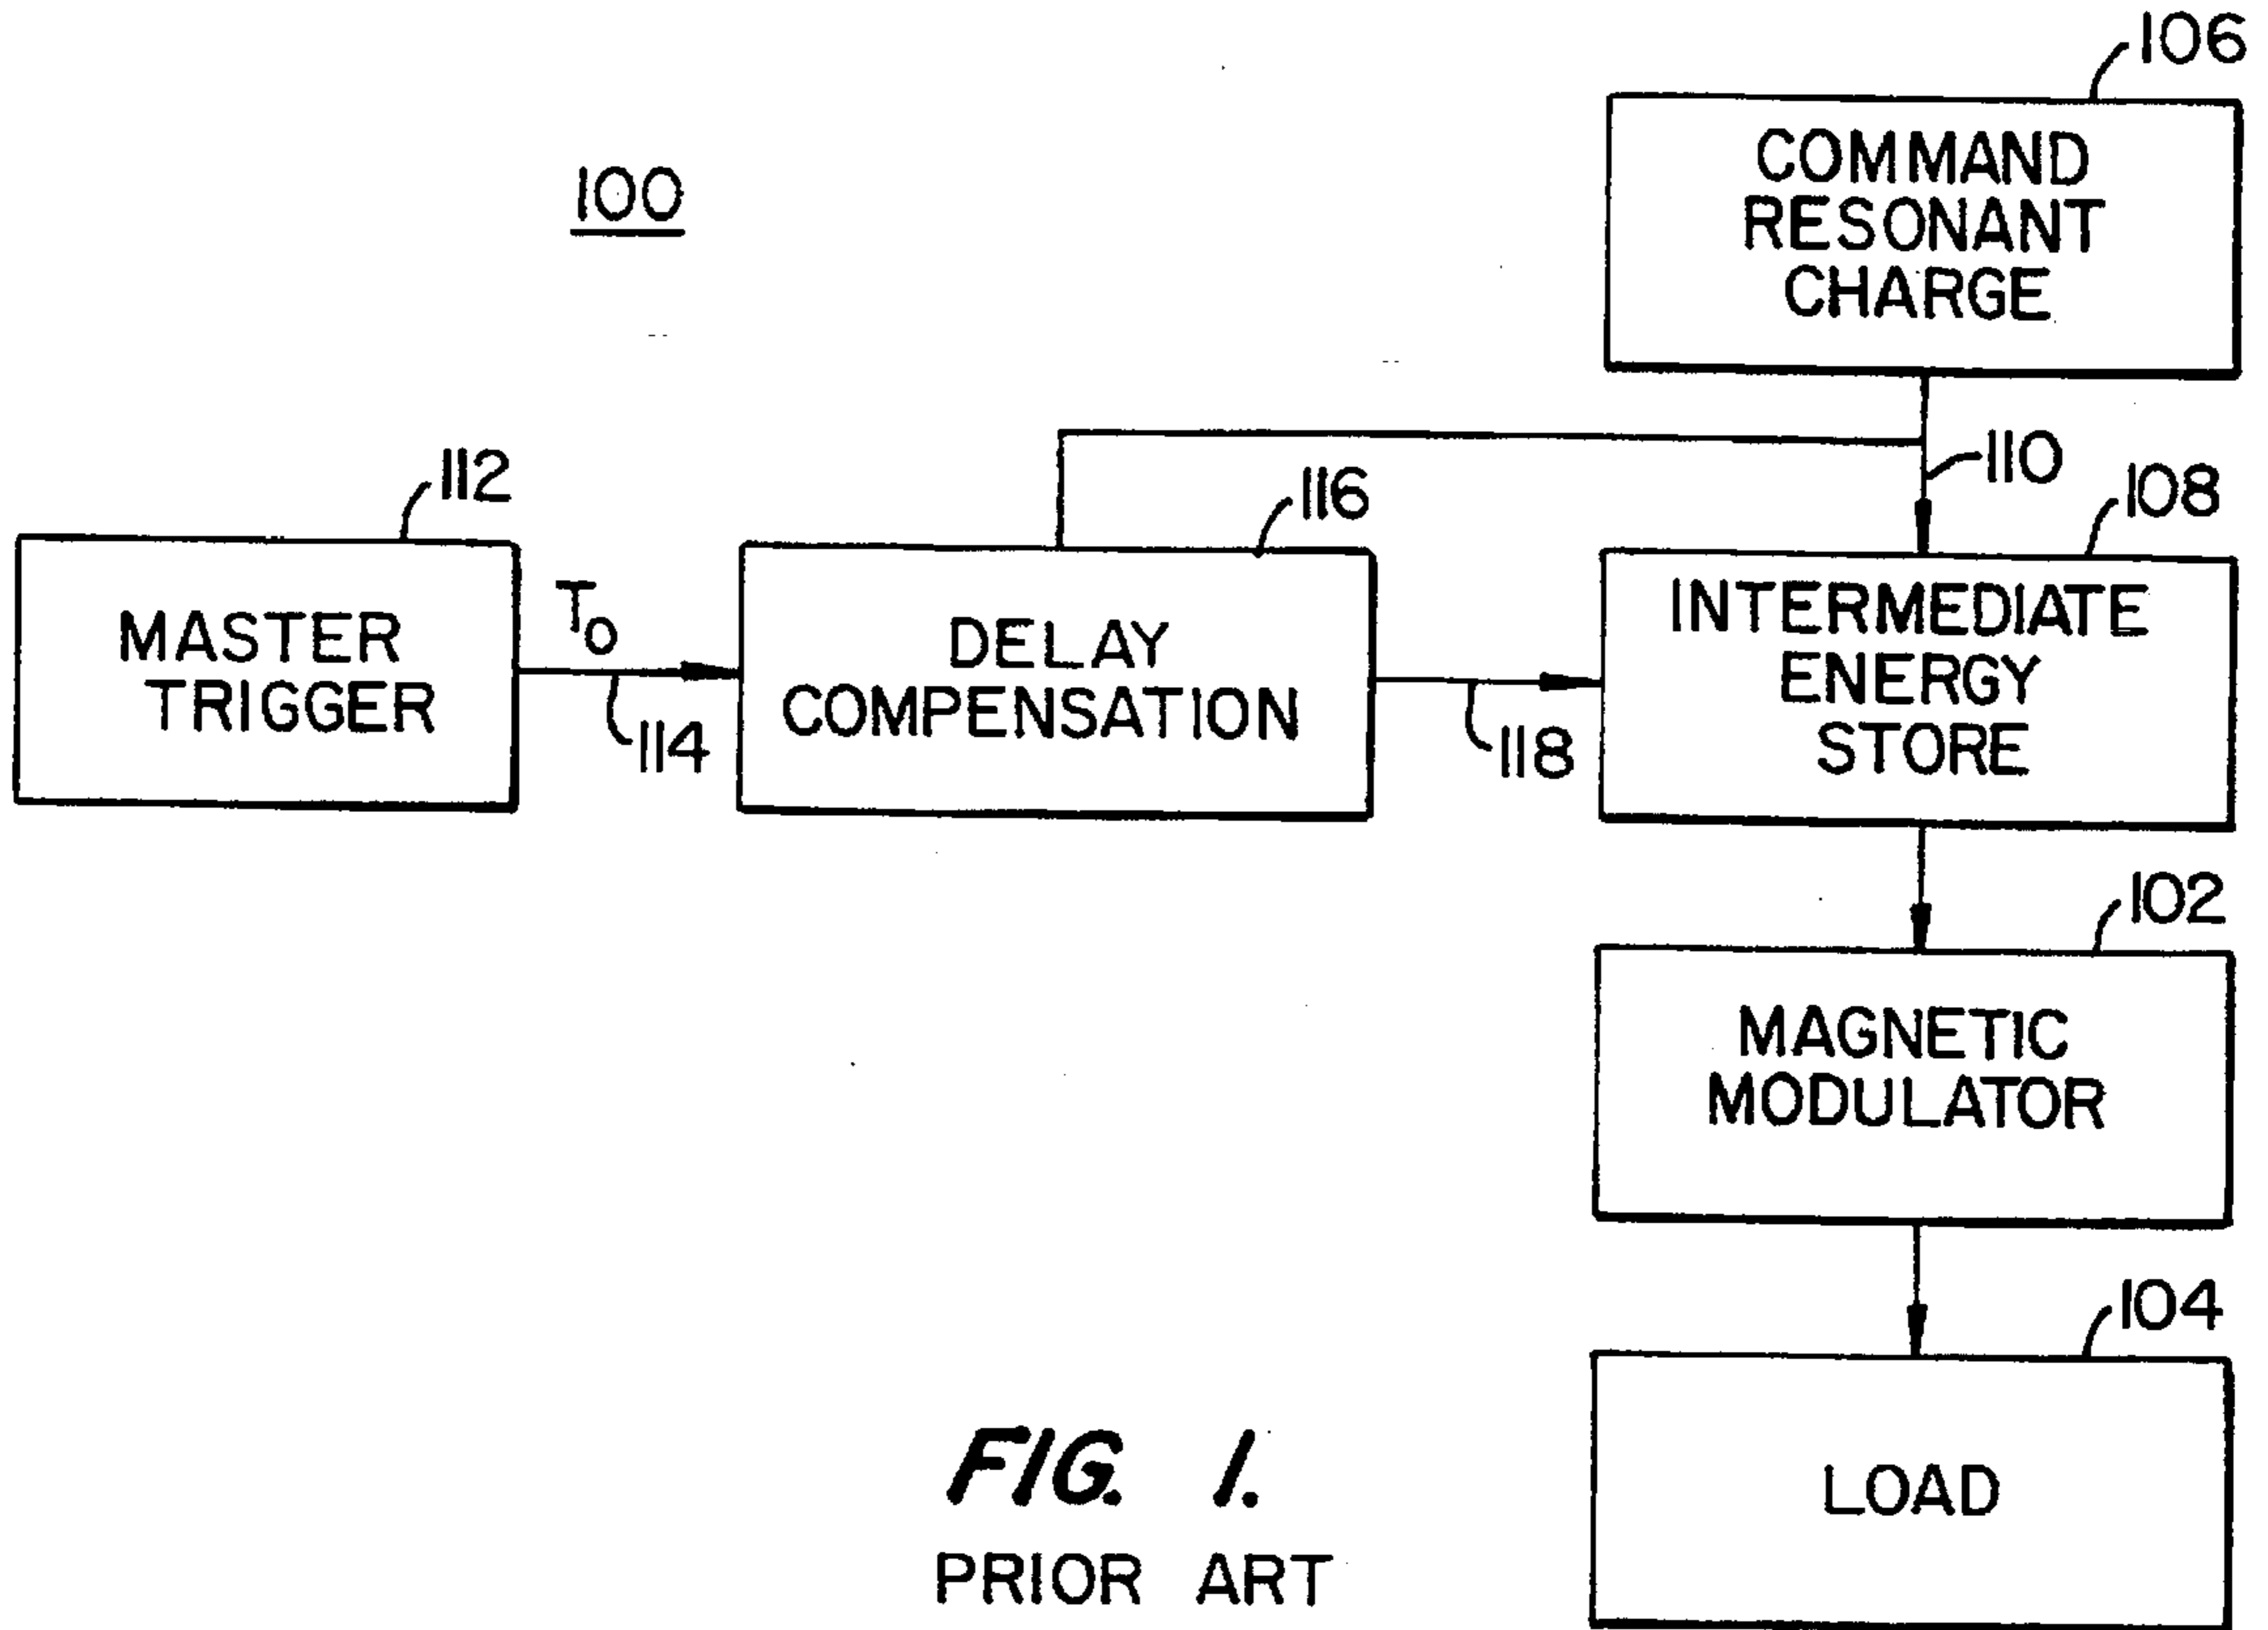 106
COMMAND
RESONANT
CHARGE
100
110
112
116
108
MASTER
TRIGGER
T0
114
DELAY
COMPENSATION
118
INTERMEDIATE
ENERGY
STORE
102
MAGNETIC
MODULATOR
104
LOAD
FIG. 1.
PRIOR ART